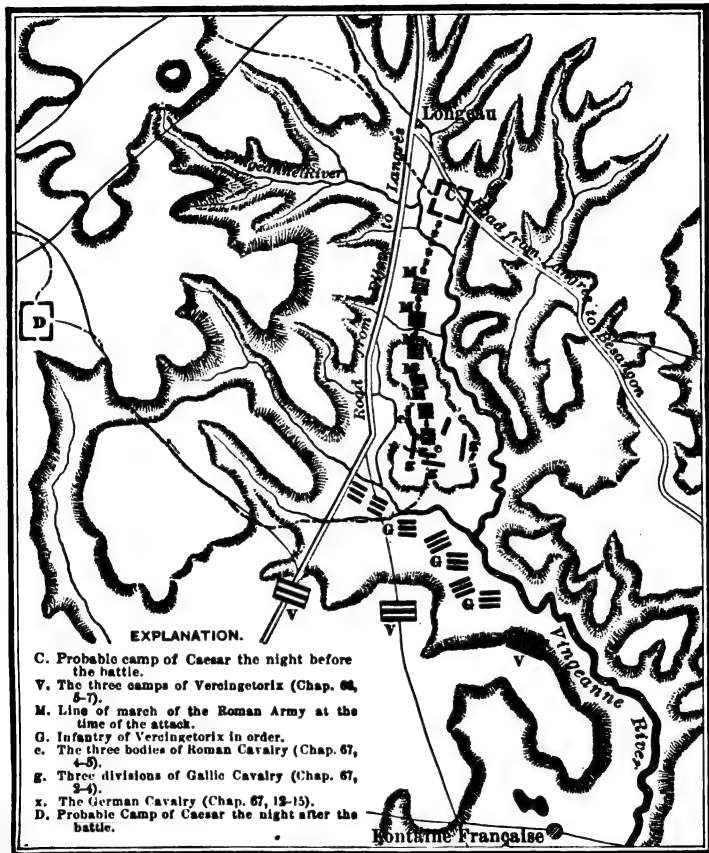 Longeau
Vingeanne River
Road from Dijon to Langres
Road from Langres to Besançon
C
M
M
M
M
D
G
G
G
V
V
V
Vingeanne River
Fontaine Française
EXPLANATION.
C. Probable camp of Caesar the night before
the battle.
V. The three camps of Vercingetorix (Chap. 66,
5-7).
M. Line of march of the Roman Army at the
time of the attack.
G. Infantry of Vercingetorix in order.
c. The three bodies of Roman Cavalry (Chap. 67,
4-5).
g. Three divisions of Gallic Cavalry (Chap. 67,
2-4).
x. The German Cavalry (Chap. 67, 12-15).
D. Probable Camp of Caesar the night after the
battle.